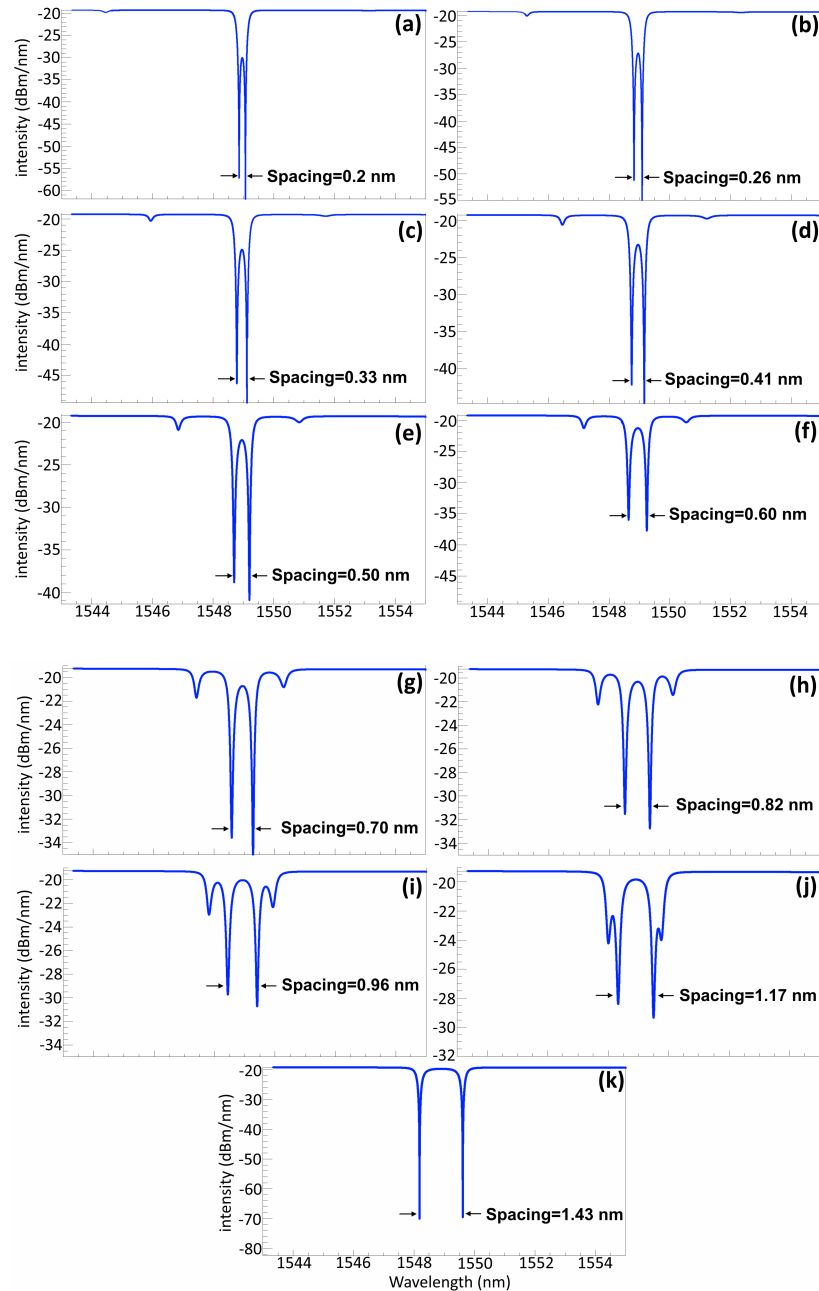 (a)
intensity (dBm/nm)
-20
-25
-30
-35
-40
-45
-50
-55
-60
Spacing=0.2 nm
(b)
-20
-25
-30
-35
-40
-45
-50
-55
Spacing=0.26 nm
(c)
intensity (dBm/nm)
-20
-25
-30
-35
-40
-45
Spacing=0.33 nm
(d)
-20
-25
-30
-35
-40
Spacing=0.41 nm
(e)
intensity (dBm/nm)
-20
-25
-30
-35
-40
Spacing=0.50 nm
1544 1546 1548 1550 1552 1554
(f)
-20
-25
-30
-35
-40
-45
Spacing=0.60 nm
1544 1546 1548 1550 1552 1554
(g)
intensity (dBm/nm)
-20
-22
-24
-26
-28
-30
-32
-34
Spacing=0.70 nm
(h)
-20
-22
-24
-26
-28
-30
-32
-34
Spacing=0.82 nm
(i)
intensity (dBm/nm)
-20
-22
-24
-26
-28
-30
-32
-34
Spacing=0.96 nm
(j)
-20
-22
-24
-26
-28
-30
-32
Spacing=1.17 nm
(k)
intensity (dBm/nm)
-20
-30
-40
-50
-60
-70
-80
Spacing=1.43 nm
1544 1546 1548 1550 1552 1554
Wavelength (nm)